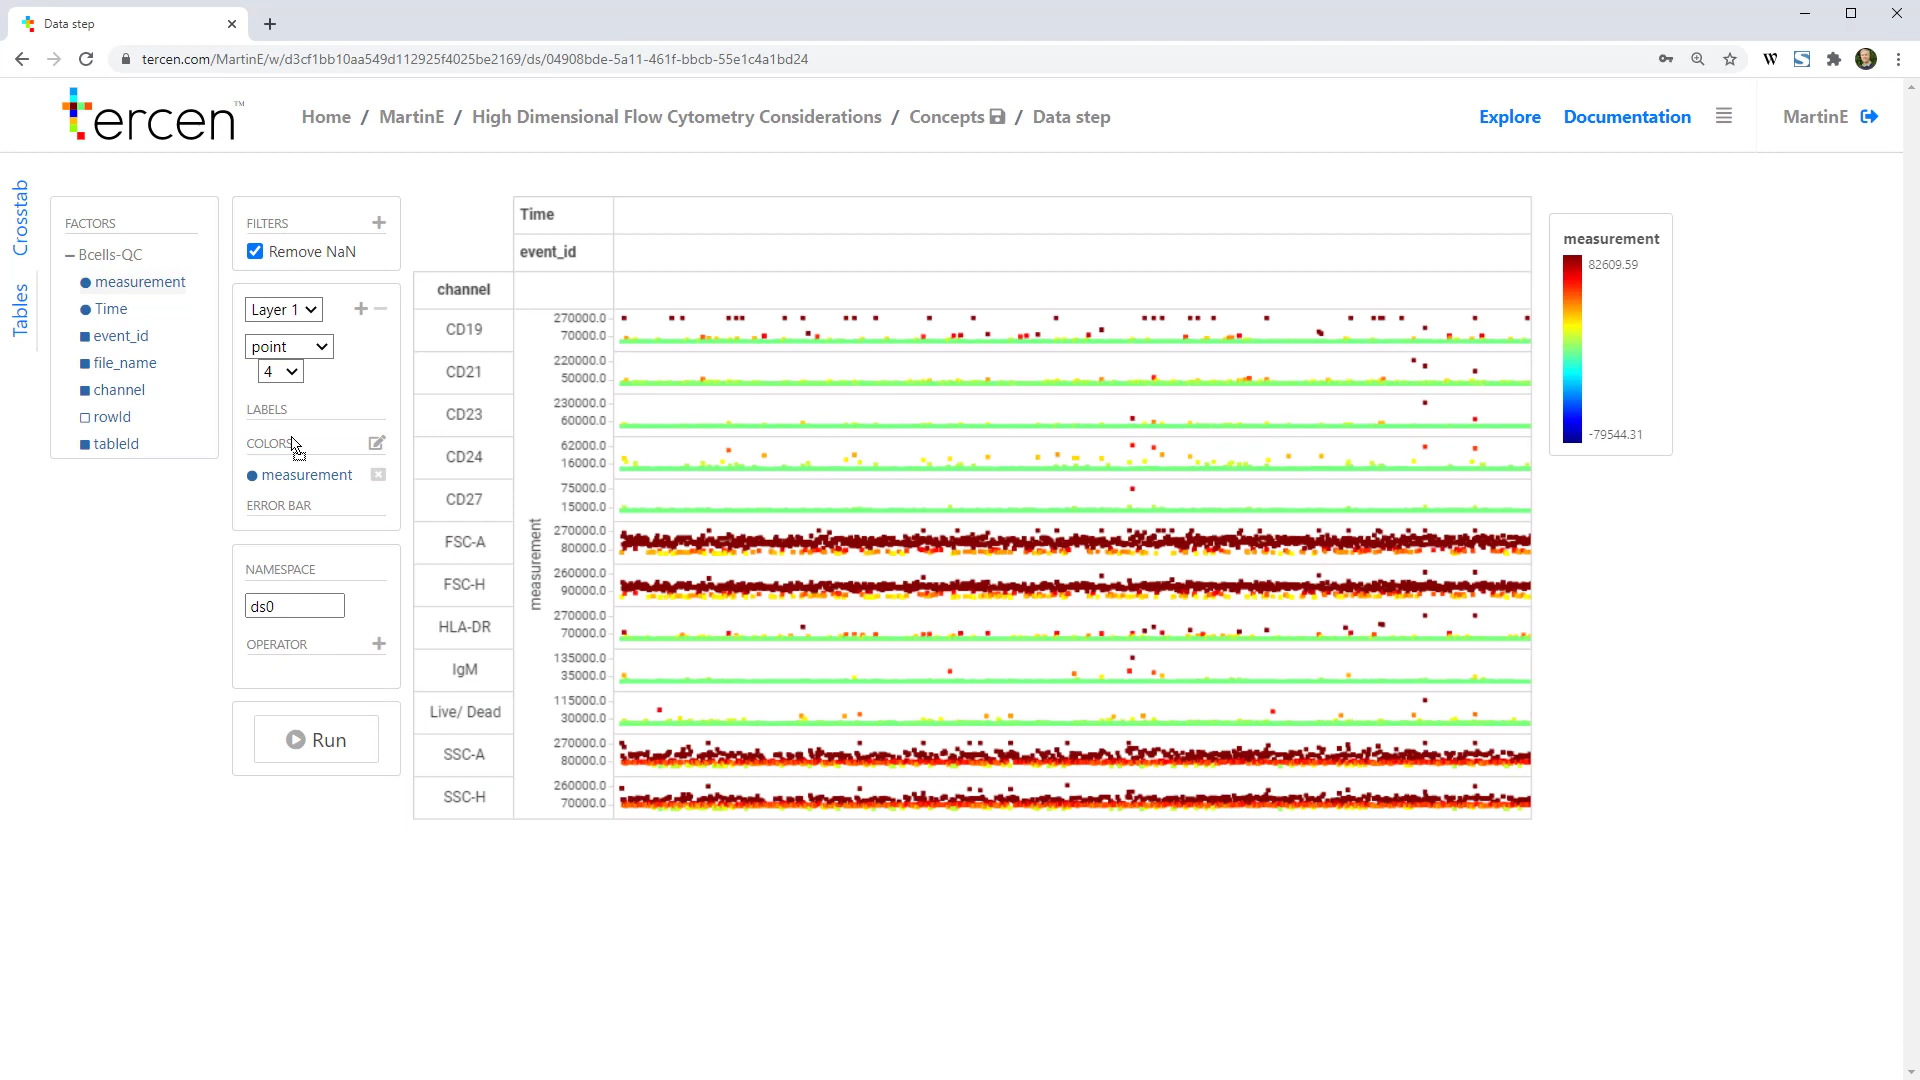 Data step
tercen.com/MartinE/w/d3cf1bb10aa549d112925f4025be2169/ds/04908bde-5a11-461f-bbcb-55e1c4a1bd24
tercen™
Home / MartinE / High Dimensional Flow Cytometry Considerations / Concepts / Data step
Explore
Documentation
MartinE
Crosstab
Tables
FACTORS
Bcells-QC
measurement
Time
event_id
file_name
channel
rowId
tableId
FILTERS
Remove NaN
Layer 1
point
4
LABELS
COLORS
measurement
ERROR BAR
NAMESPACE
ds0
OPERATOR
Run
Time
event_id
channel
measurement
CD19
270000.0
70000.0
CD21
220000.0
50000.0
CD23
230000.0
60000.0
CD24
62000.0
16000.0
CD27
75000.0
15000.0
FSC-A
270000.0
80000.0
FSC-H
260000.0
90000.0
HLA-DR
270000.0
70000.0
IgM
135000.0
35000.0
Live/ Dead
115000.0
30000.0
SSC-A
270000.0
80000.0
SSC-H
260000.0
70000.0
measurement
82609.59
-79544.31